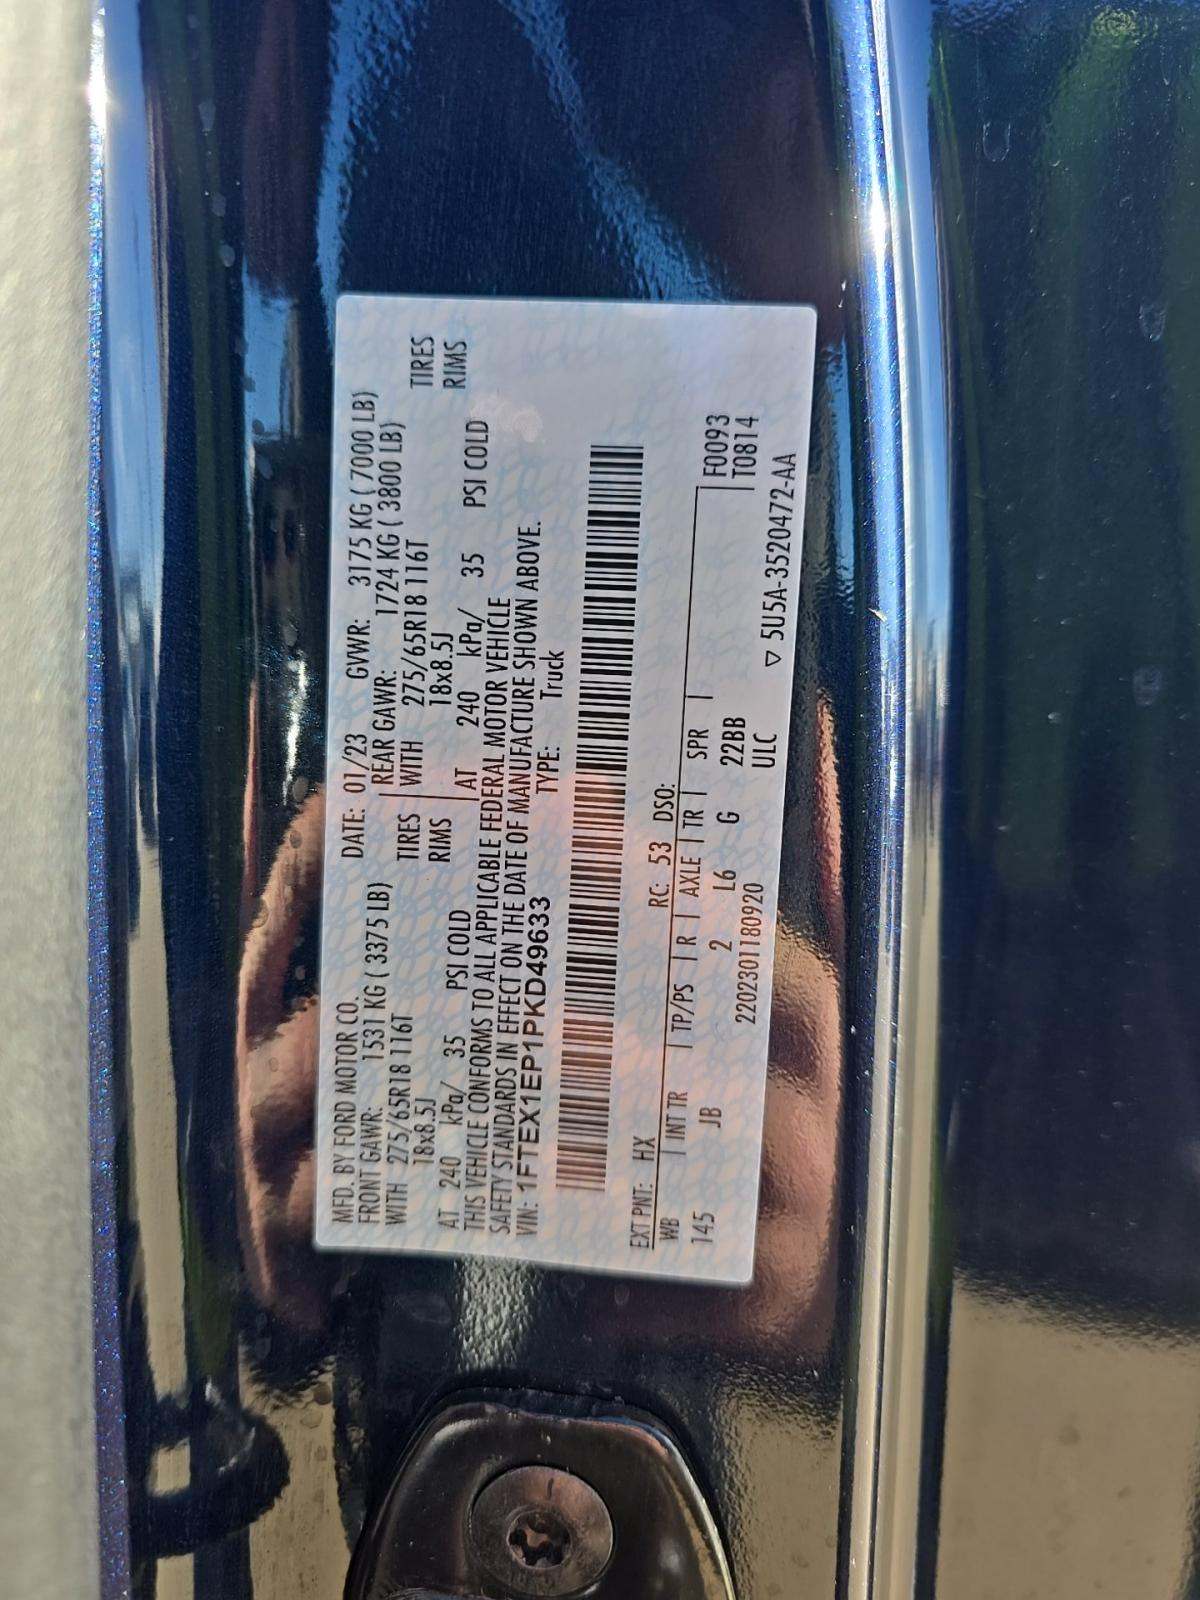 MFD. BY FORD MOTOR CO.
DATE: 01/23 GVWR: 3175 KG ( 7000 LB)
FRONT GAWR: 1531 KG ( 3375 LB) REAR GAWR: 1724 KG ( 3800 LB)
WITH 275/65R18 116T TIRES WITH 275/65R18 116T TIRES
18x8.5J RIMS 18x8.5J RIMS
AT 240 kPa/ 35 PSI COLD AT 240 kPa/ 35 PSI COLD
THIS VEHICLE CONFORMS TO ALL APPLICABLE FEDERAL MOTOR VEHICLE
SAFETY STANDARDS IN EFFECT ON THE DATE OF MANUFACTURE SHOWN ABOVE.
VIN: 1FTEX1EP1PKD49633 TYPE: Truck
EXT PNT: HX RC: 53 DSO:
WB INT TR TP/PS R AXLE TR SPR F0093
145 JB 2 L6 G 22BB T0814
2202301180920 ULC ▽ 5U5A-3520472-AA